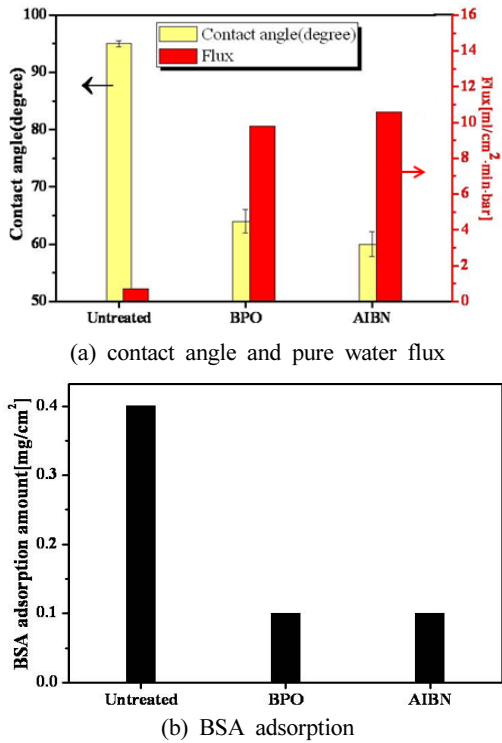 100
90
80
70
60
50
Contact angle(degree)
Contact angle(degree)
Flux
16
14
12
10
8
6
4
2
0
Flux[ml/cm²·min·bar]
Untreated
BPO
AIBN
(a) contact angle and pure water flux
0.4
0.3
0.2
0.1
0.0
BSA adsorption amount[mg/cm²]
Untreated
BPO
AIBN
(b) BSA adsorption